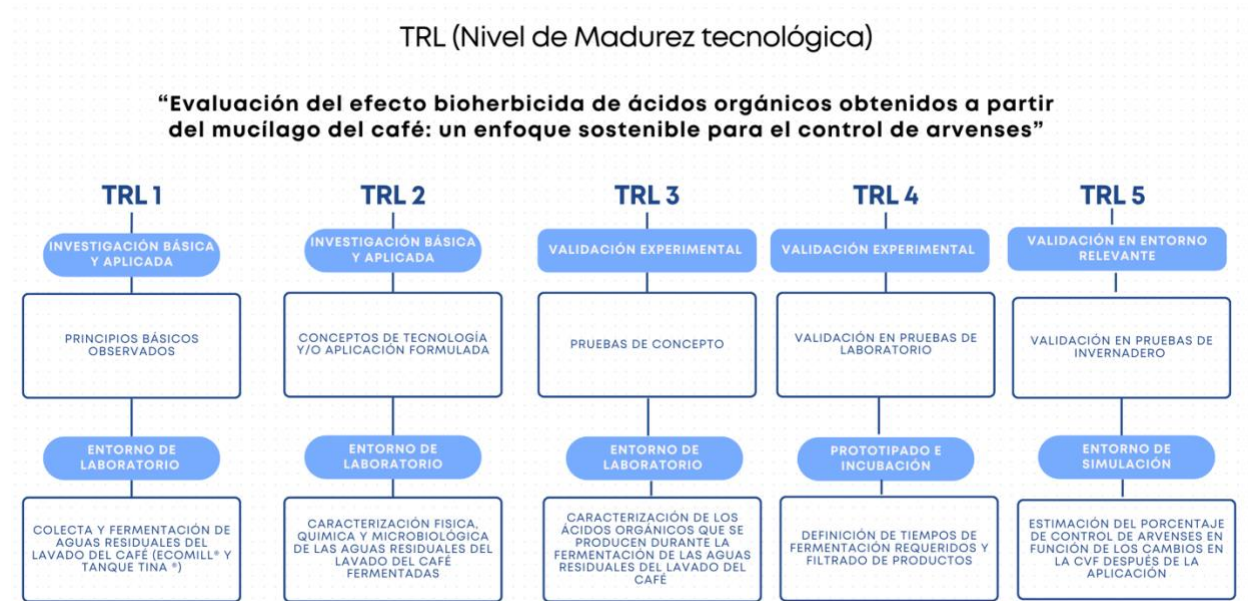 TRL (Nivel de Madurez tecnológica)
“Evaluación del efecto bioherbicida de ácidos orgánicos obtenidos a partir
del mucílago del café: un enfoque sostenible para el control de arvenses”
TRL 1
INVESTIGACIÓN BÁSICA
Y APLICADA
PRINCIPIOS BÁSICOS
OBSERVADOS
ENTORNO DE
LABORATORIO
COLECTA Y FERMENTACIÓN DE
AGUAS RESIDUALES DEL
LAVADO DEL CAFÉ (ECOMILL® Y
TANQUE TINA ®)
TRL 2
INVESTIGACIÓN BÁSICA
Y APLICADA
CONCEPTOS DE TECNOLOGÍA
Y/O APLICACIÓN FORMULADA
ENTORNO DE
LABORATORIO
CARACTERIZACIÓN FISICA,
QUIMICA Y MICROBIOLÓGICA
DE LAS AGUAS RESIDUALES DEL
LAVADO DEL CAFÉ
FERMENTADAS
TRL 3
VALIDACIÓN EXPERIMENTAL
PRUEBAS DE CONCEPTO
ENTORNO DE
LABORATORIO
CARACTERIZACIÓN DE LOS
ÁCIDOS ORGÁNICOS QUE SE
PRODUCEN DURANTE LA
FERMENTACIÓN DE LAS AGUAS
RESIDUALES DEL LAVADO DEL
CAFÉ
TRL 4
VALIDACIÓN EXPERIMENTAL
VALIDACIÓN EN PRUEBAS DE
LABORATORIO
PROTOTIPADO E
INCUBACIÓN
DEFINICIÓN DE TIEMPOS DE
FERMENTACIÓN REQUERIDOS Y
FILTRADO DE PRODUCTOS
TRL 5
VALIDACIÓN EN ENTORNO
RELEVANTE
VALIDACIÓN EN PRUEBAS DE
INVERNADERO
ENTORNO DE
SIMULACIÓN
ESTIMACIÓN DEL PORCENTAJE
DE CONTROL DE ARVENSES EN
FUNCIÓN DE LOS CAMBIOS EN
LA CVF DESPUÉS DE LA
APLICACIÓN